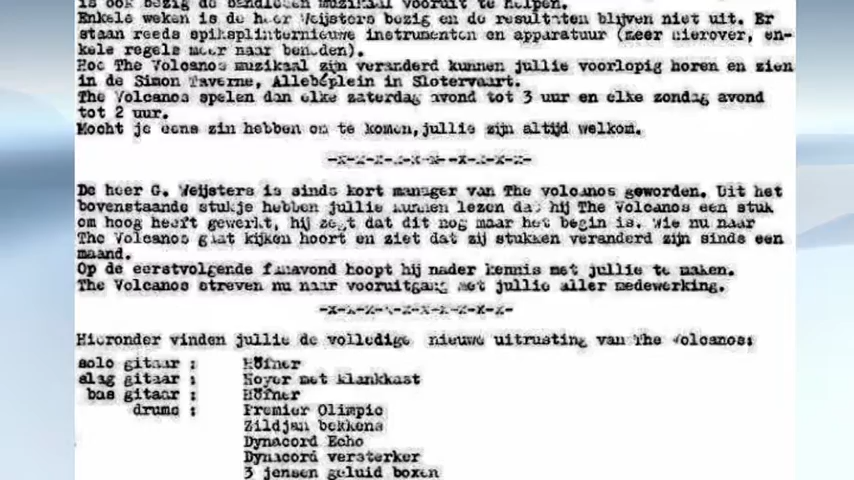 is ook bezig de bandleden muzikaal vooruit te helpen.
Enkele weken is de heer Weijsters bezig en de resultaten blijven niet uit. Er
staan reeds spiksplinternieuwe instrumenten en apparatuur (meer hierover, en-
kele regels meer naar beneden).
Hoe The Volcanos muzikaal zijn veranderd kunnen jullie voorlopig horen en zien
in de Simon Taverne, Allebéplein in Slotervaart.
The Volcanos spelen dan elke zaterdag avond tot 3 uur en elke zondag avond
tot 2 uur.
Mocht je eens zin hebben om te komen,jullie zijn altijd welkom.
-x-x-x-x-x-x-x-x-x-x-
De heer G. Weijsters is sinds kort manager van The volcanos geworden. Uit het
bovenstaande stukje hebben jullie kunnen lezen dat hij The Volcanos een stuk
om hoog heeft gewerkt, hij zegt dat dit nog maar het begin is. Wie nu naar
The Volcanos gaat kijken hoort en ziet dat zij stukken veranderd zijn sinds een
maand.
Op de eerstvolgende fanavond hoopt hij nader kennis met jullie te maken.
The Volcanos streven nu naar vooruitgang met jullie aller medewerking.
-x-x-x-x-x-x-x-x-x-
Hieronder vinden jullie de volledige nieuwe uitrusting van The Volcanos:
solo gitaar : Höfner
slag gitaar : Hoyer met klankkast
bas gitaar : Höfner
drums : Premier Olimpic
Zildjan bekkens
Dynacord Echo
Dynacord versterker
3 jensen geluid boxen